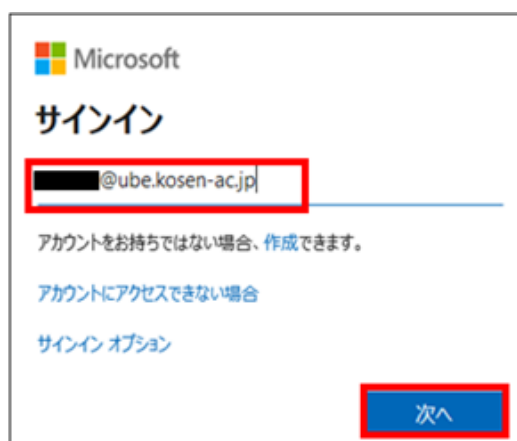 Microsoft
サインイン
@ube.kosen-ac.jp
アカウントをお持ちではない場合、作成できます。
アカウントにアクセスできない場合
サインイン オプション
次へ